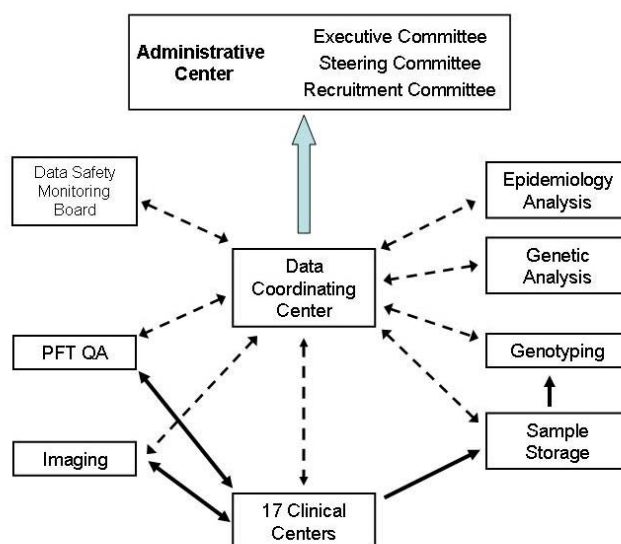 Administrative
Center
Executive Committee
Steering Committee
Recruitment Committee
Data Safety
Monitoring
Board
Epidemiology
Analysis
Data
Coordinating
Center
Genetic
Analysis
PFT QA
Genotyping
Imaging
Sample
Storage
17 Clinical
Centers